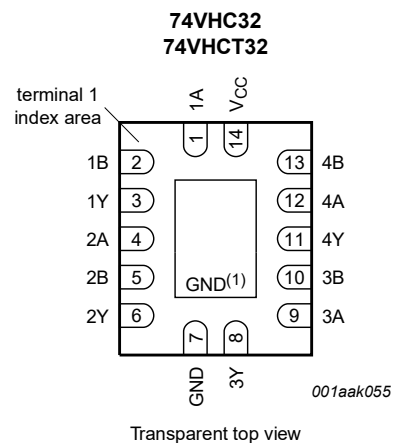 74VHC32
74VHCT32
terminal 1
index area
1A
VCC
1
14
1B 2
13 4B
1Y 3
12 4A
2A 4
11 4Y
2B 5
10 3B
GND(1)
2Y 6
9 3A
7
8
GND
3Y
001aak055
Transparent top view